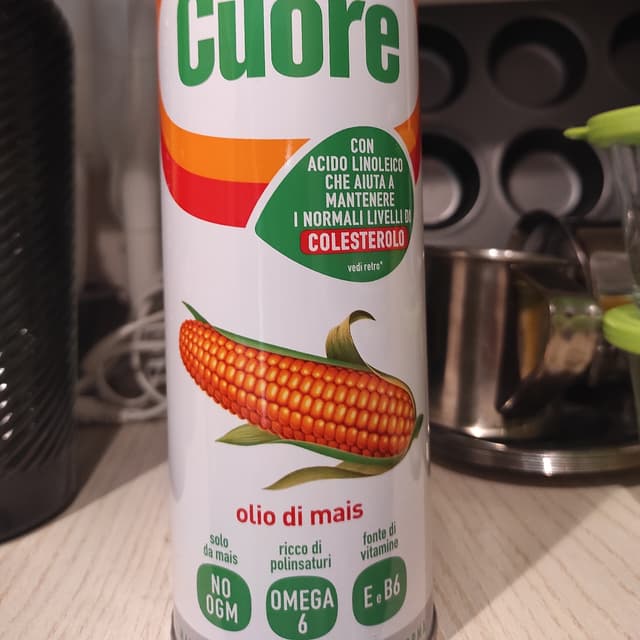 Cuore
CON
ACIDO LINOLEICO
CHE AIUTA A
MANTENERE
I NORMALI LIVELLI DI
COLESTEROLO
vedi retro*
olio di mais
solo
da mais
NO
OGM
ricco di
polinsaturi
OMEGA
6
fonte di
vitamine
E e B6